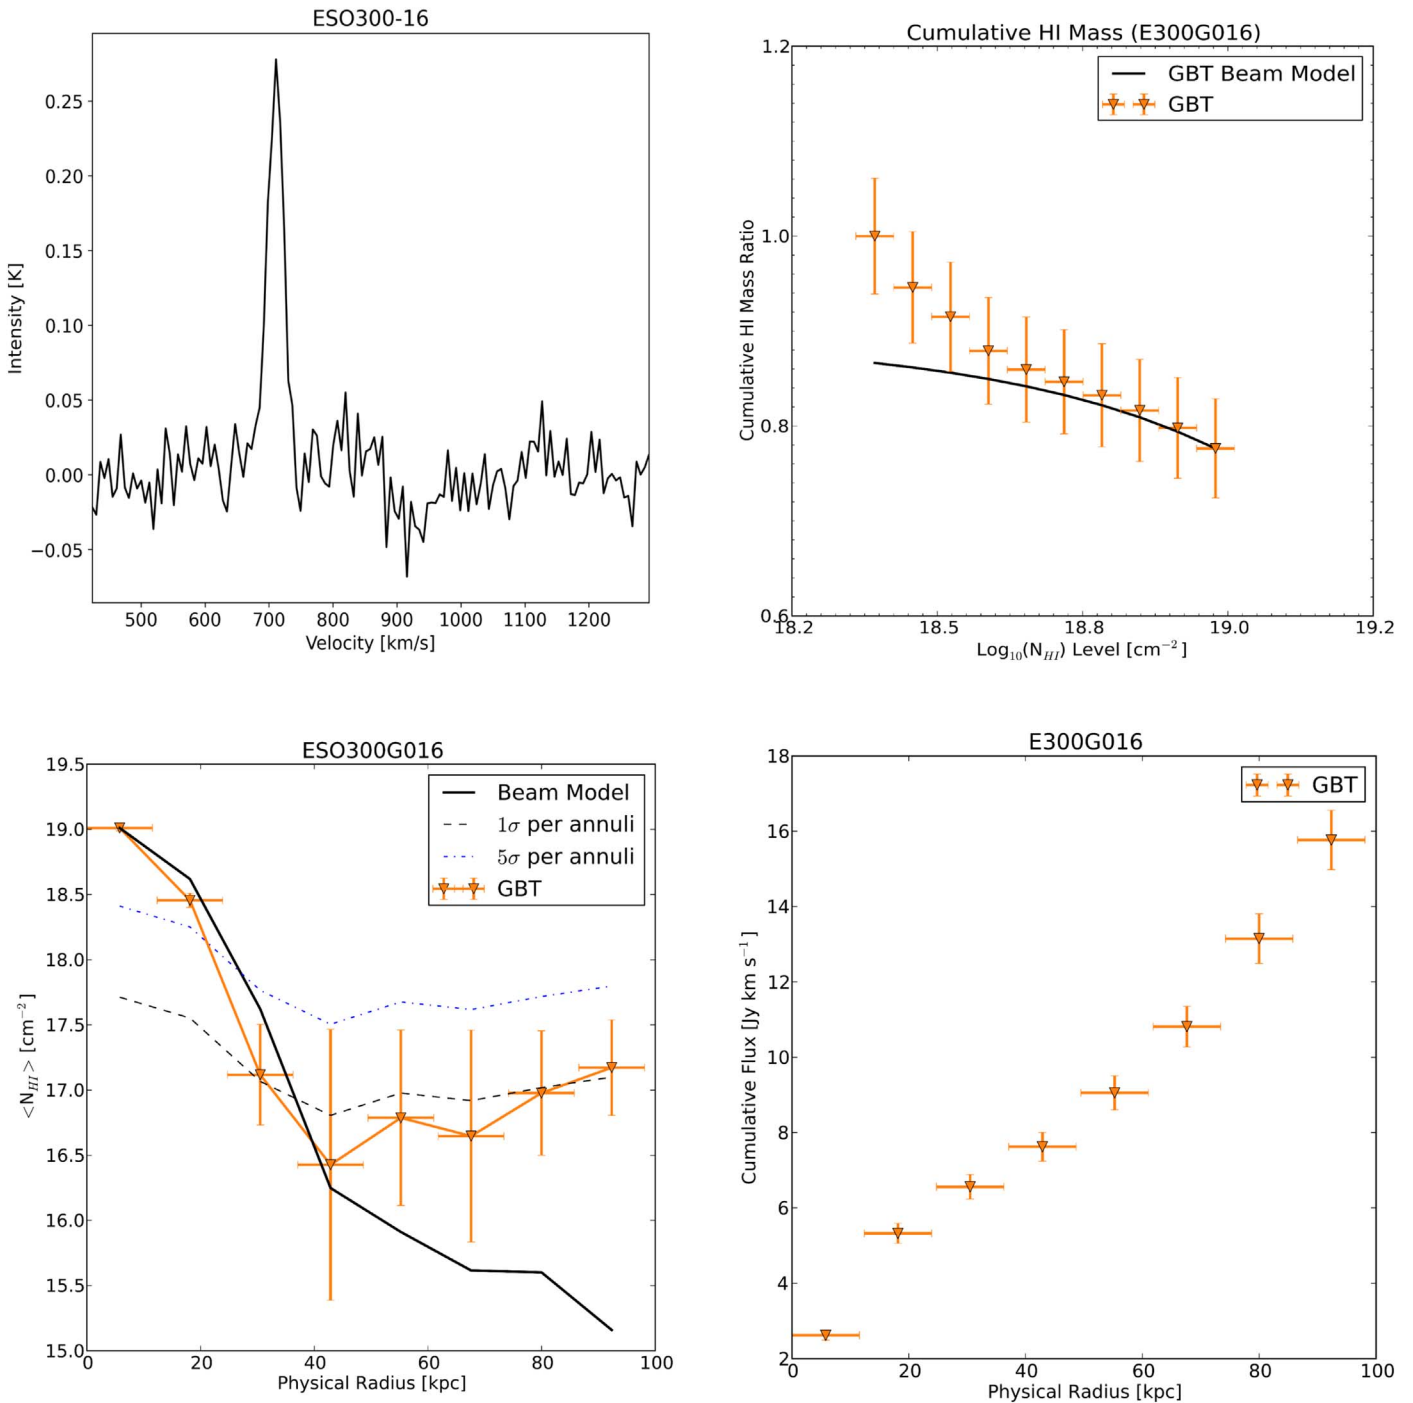 ESO300-16
0.25
0.20
0.15
0.10
0.05
0.00
−0.05
Intensity [K]
500 600 700 800 900 1000 1100 1200
Velocity [km/s]
Cumulative HI Mass (E300G016)
GBT Beam Model
GBT
1.2
1.0
0.8
0.6
Cumulative HI Mass Ratio
18.2 18.5 18.8 19.0 19.2
Log₁₀(N_HI) Level [cm⁻²]
ESO300G016
Beam Model
1σ per annuli
5σ per annuli
GBT
19.5
19.0
18.5
18.0
17.5
17.0
16.5
16.0
15.5
15.0
<N_HI> [cm⁻²]
0 20 40 60 80 100
Physical Radius [kpc]
E300G016
GBT
18
16
14
12
10
8
6
4
2
Cumulative Flux [Jy km s⁻¹]
0 20 40 60 80 100
Physical Radius [kpc]